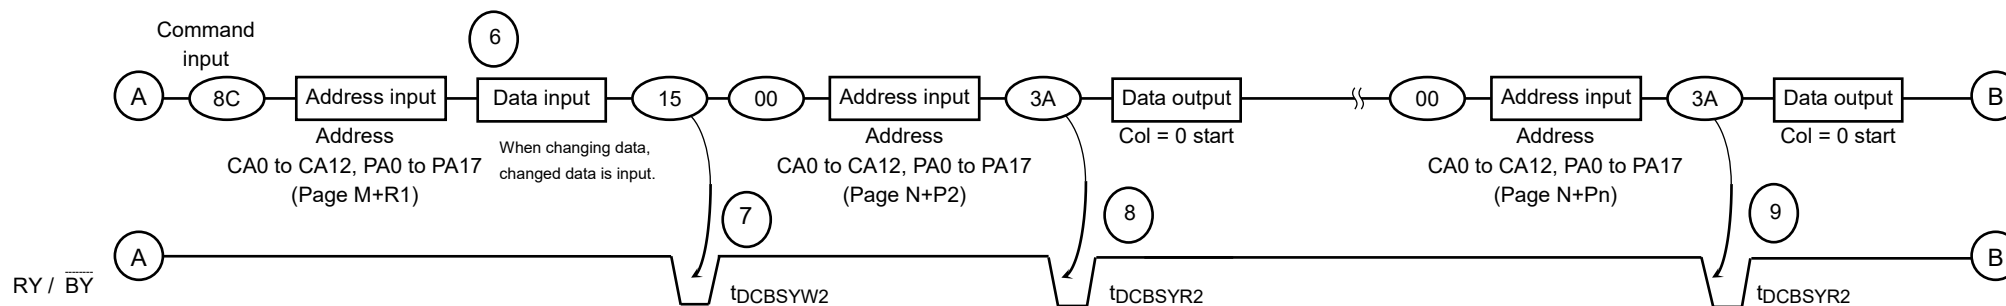 Command
input
6
A
8C
Address input
Data input
15
00
Address input
3A
Data output
00
Address input
3A
Data output
B
Address
CA0 to CA12, PA0 to PA17
(Page M+R1)
When changing data,
changed data is input.
Address
CA0 to CA12, PA0 to PA17
(Page N+P2)
Col = 0 start
Address
CA0 to CA12, PA0 to PA17
(Page N+Pn)
Col = 0 start
7
8
9
A
B
RY / BY
tDCBSYW2
tDCBSYR2
tDCBSYR2